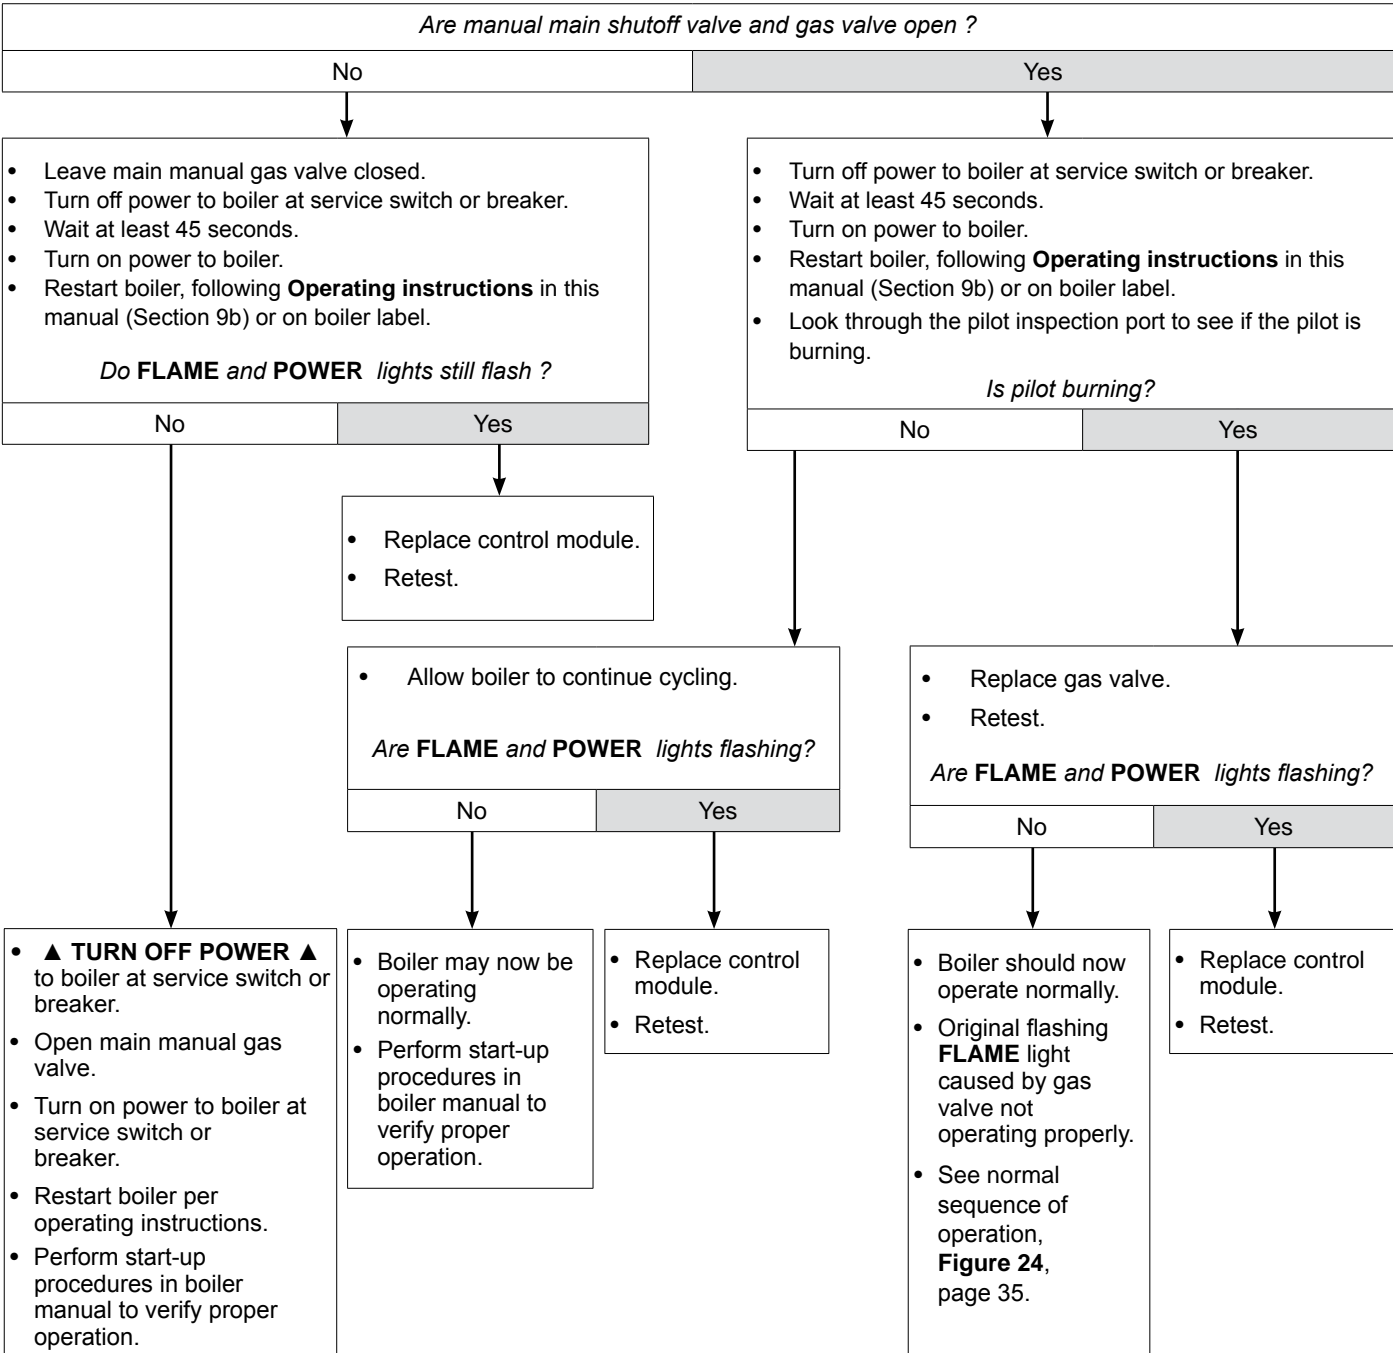 Are manual main shutoff valve and gas valve open ?
No
Yes
• Leave main manual gas valve closed.
• Turn off power to boiler at service switch or breaker.
• Wait at least 45 seconds.
• Turn on power to boiler.
• Restart boiler, following Operating instructions in this
manual (Section 9b) or on boiler label.
Do FLAME and POWER lights still flash ?
No
Yes
• Turn off power to boiler at service switch or breaker.
• Wait at least 45 seconds.
• Turn on power to boiler.
• Restart boiler, following Operating instructions in this
manual (Section 9b) or on boiler label.
• Look through the pilot inspection port to see if the pilot is
burning.
Is pilot burning?
No
Yes
• Replace control module.
• Retest.
• Allow boiler to continue cycling.
Are FLAME and POWER lights flashing?
No
Yes
• Replace gas valve.
• Retest.
Are FLAME and POWER lights flashing?
No
Yes
• ▲ TURN OFF POWER ▲
to boiler at service switch or
breaker.
• Open main manual gas
valve.
• Turn on power to boiler at
service switch or
breaker.
• Restart boiler per
operating instructions.
• Perform start-up
procedures in boiler
manual to verify proper
operation.
• Boiler may now be
operating
normally.
• Perform start-up
procedures in
boiler manual to
verify proper
operation.
• Replace control
module.
• Retest.
• Boiler should now
operate normally.
• Original flashing
FLAME light
caused by gas
valve not
operating properly.
• See normal
sequence of
operation,
Figure 24,
page 35.
• Replace control
module.
• Retest.